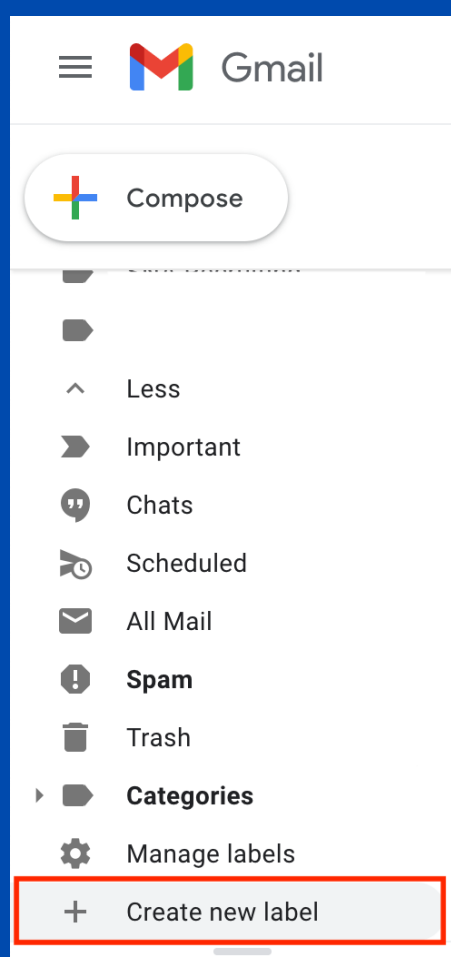 Gmail
Compose
Less
Important
Chats
Scheduled
All Mail
Spam
Trash
Categories
Manage labels
Create new label